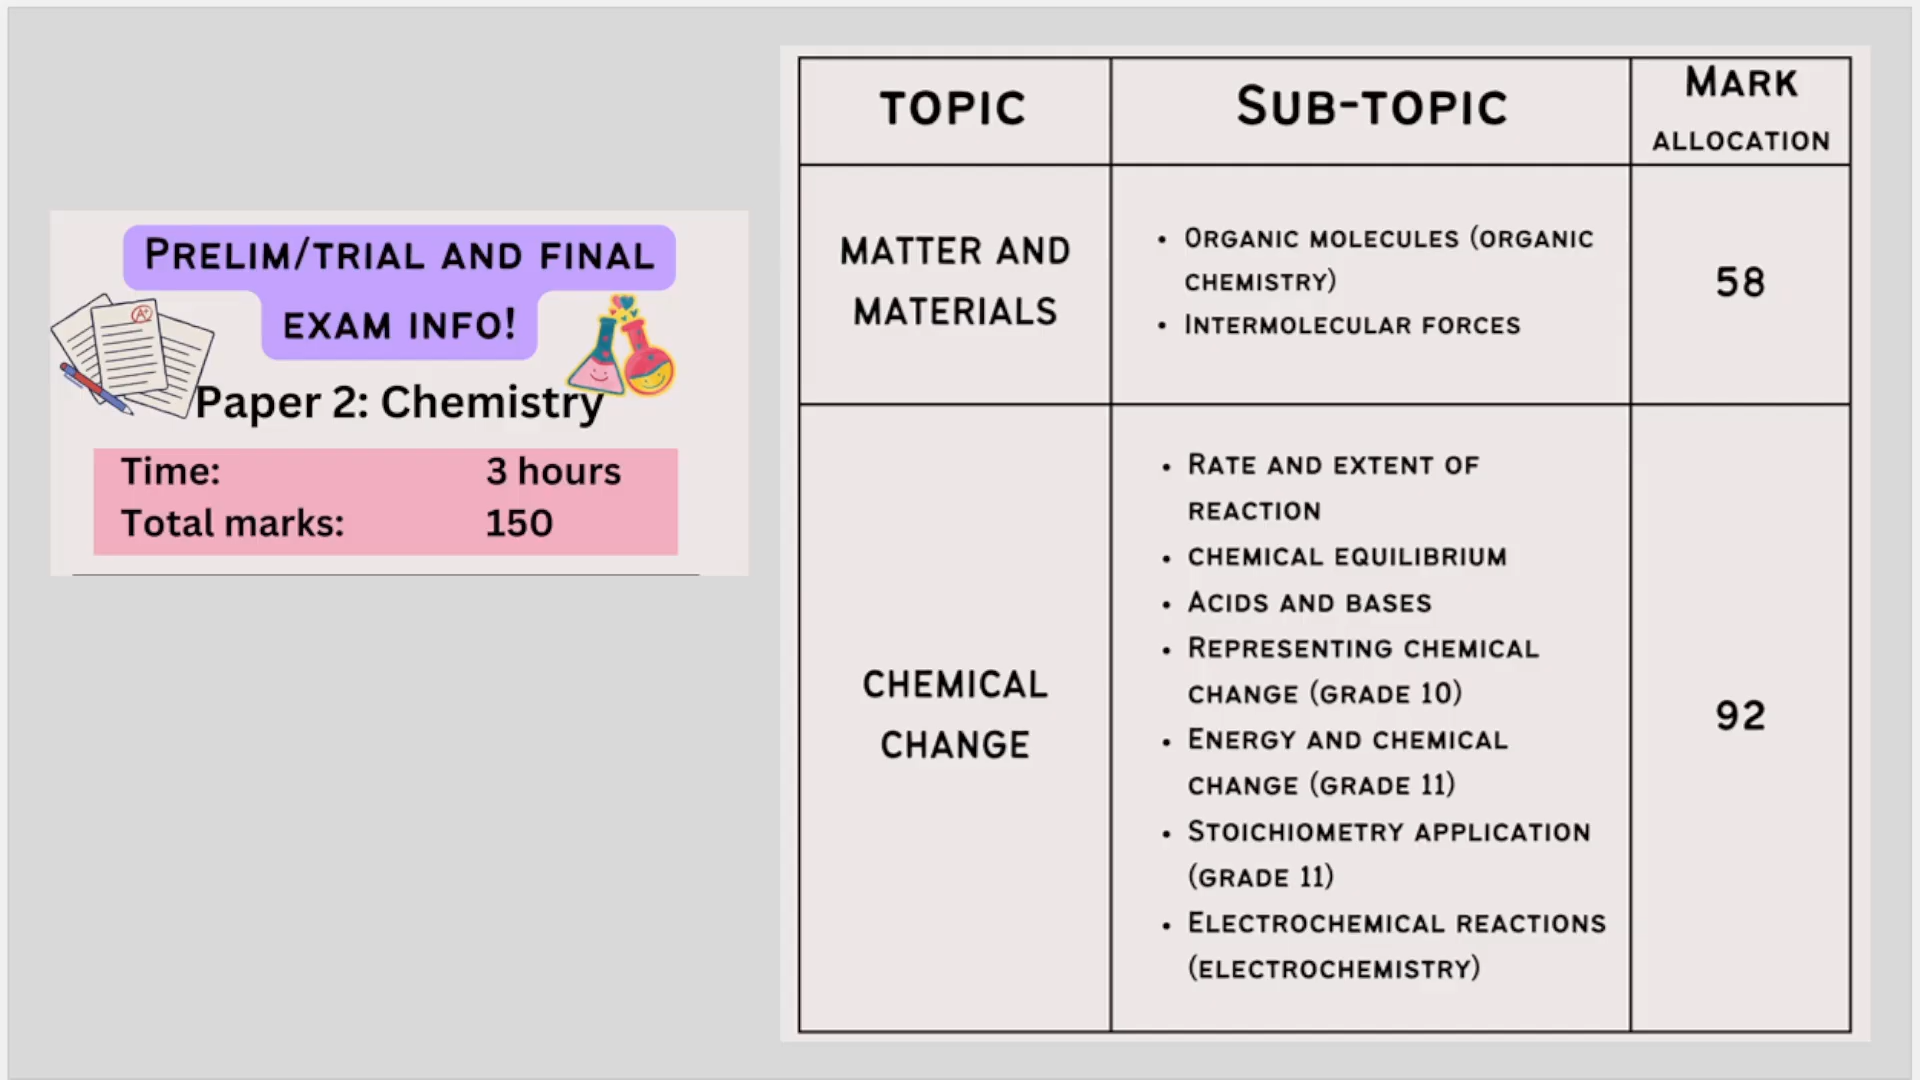 PRELIM/TRIAL AND FINAL
EXAM INFO!
A+
Paper 2: Chemistry
Time: 3 hours
Total marks: 150
TOPIC
SUB-TOPIC
MARK
ALLOCATION
MATTER AND
MATERIALS
• ORGANIC MOLECULES (ORGANIC
CHEMISTRY)
• INTERMOLECULAR FORCES
58
CHEMICAL
CHANGE
• RATE AND EXTENT OF
REACTION
• CHEMICAL EQUILIBRIUM
• ACIDS AND BASES
• REPRESENTING CHEMICAL
CHANGE (GRADE 10)
• ENERGY AND CHEMICAL
CHANGE (GRADE 11)
• STOICHIOMETRY APPLICATION
(GRADE 11)
• ELECTROCHEMICAL REACTIONS
(ELECTROCHEMISTRY)
92